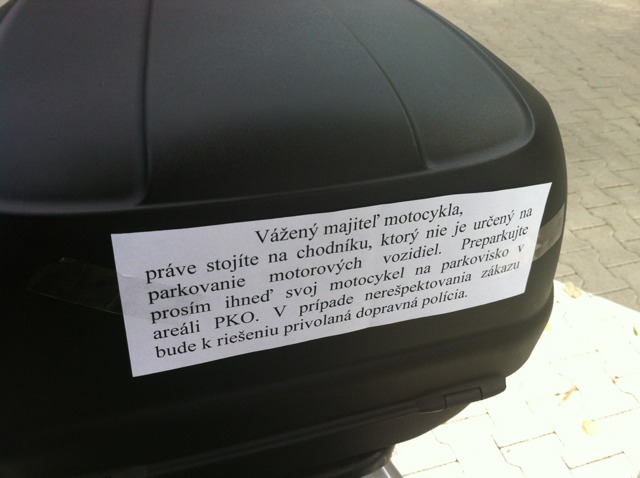 Vážený majiteľ motocykla,
práve stojíte na chodníku, ktorý nie je určený na
parkovanie motorových vozidiel. Preparkujte
prosím ihneď svoj motocykel na parkovisko v
areáli PKO. V prípade nerešpektovania zákazu
bude k riešeniu privolaná dopravná polícia.